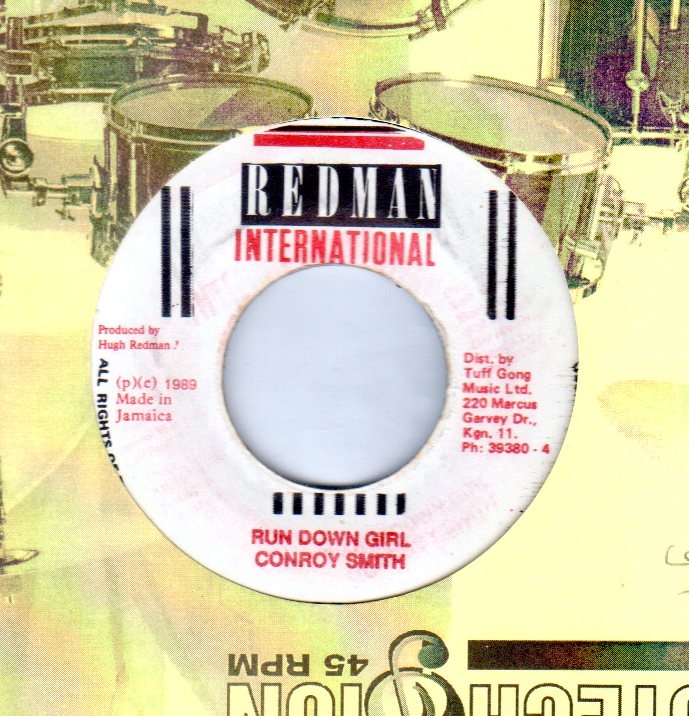 REDMAN
INTERNATIONAL
Produced by
Hugh Redman
ALL RIGHTS OF
(p)(c) 1989
Made in
Jamaica
Dist. by
Tuff Gong
Music Ltd.
220 Marcus
Garvey Dr.,
Kgn. 11.
Ph: 39380 - 4
RUN DOWN GIRL
CONROY SMITH
45 RPM